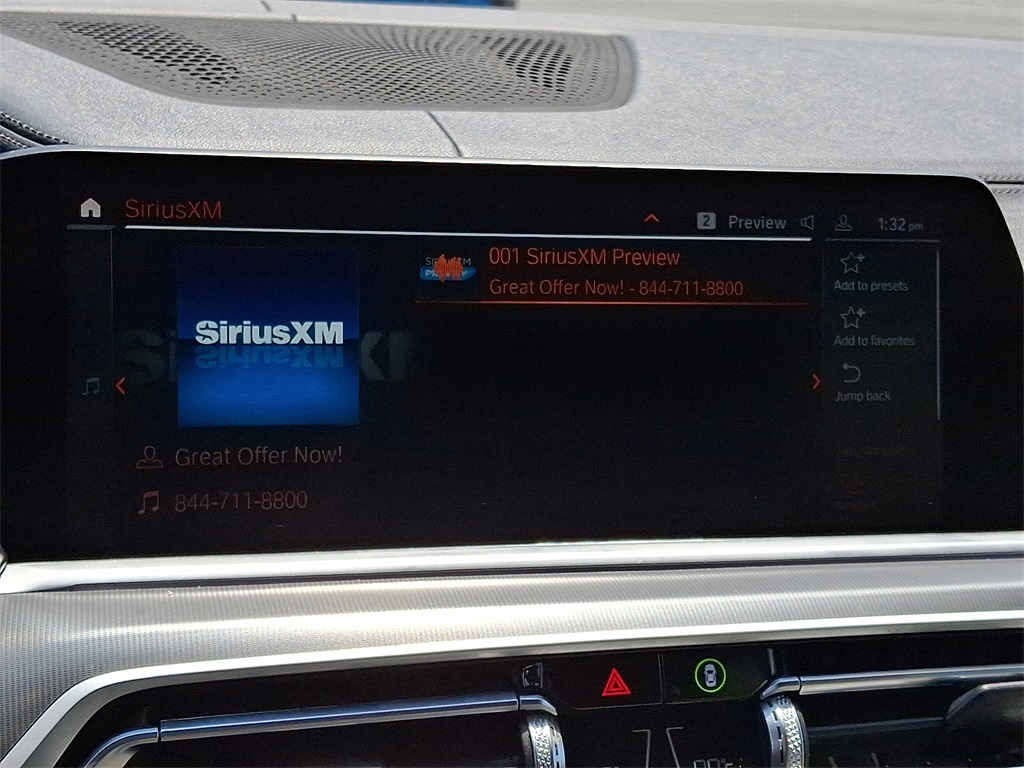 SiriusXM
2 Preview 1:32 pm
001 SiriusXM Preview
Great Offer Now! - 844-711-8800
SiriusXM
Add to presets
Add to favorites
Jump back
Great Offer Now!
844-711-8800